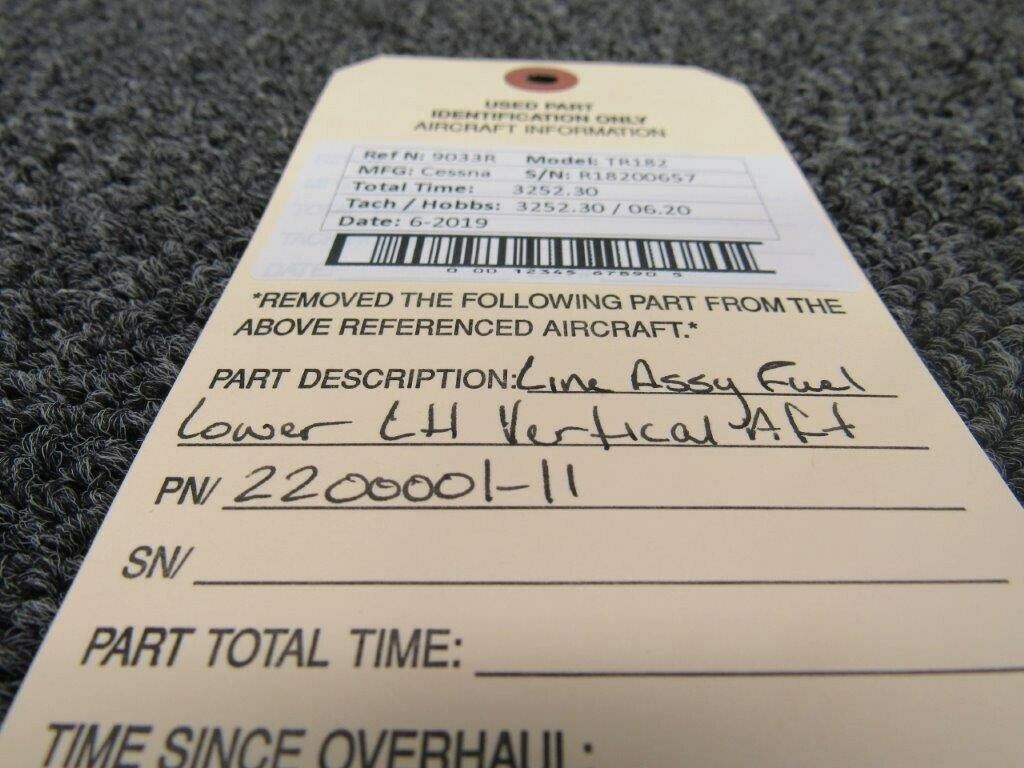 USED PART
IDENTIFICATION ONLY
AIRCRAFT INFORMATION
Ref N: 9033R Model: TR182
MFG: Cessna S/N: R18200657
Total Time: 3252.30
Tach / Hobbs: 3252.30 / 06.20
Date: 6-2019
0 00 12345 67890 5
*REMOVED THE FOLLOWING PART FROM THE
ABOVE REFERENCED AIRCRAFT.*
PART DESCRIPTION: Line Assy Fuel
Lower LH Vertical Aft
PN/ 2200001-11
SN/
PART TOTAL TIME:
TIME SINCE OVERHAUL: